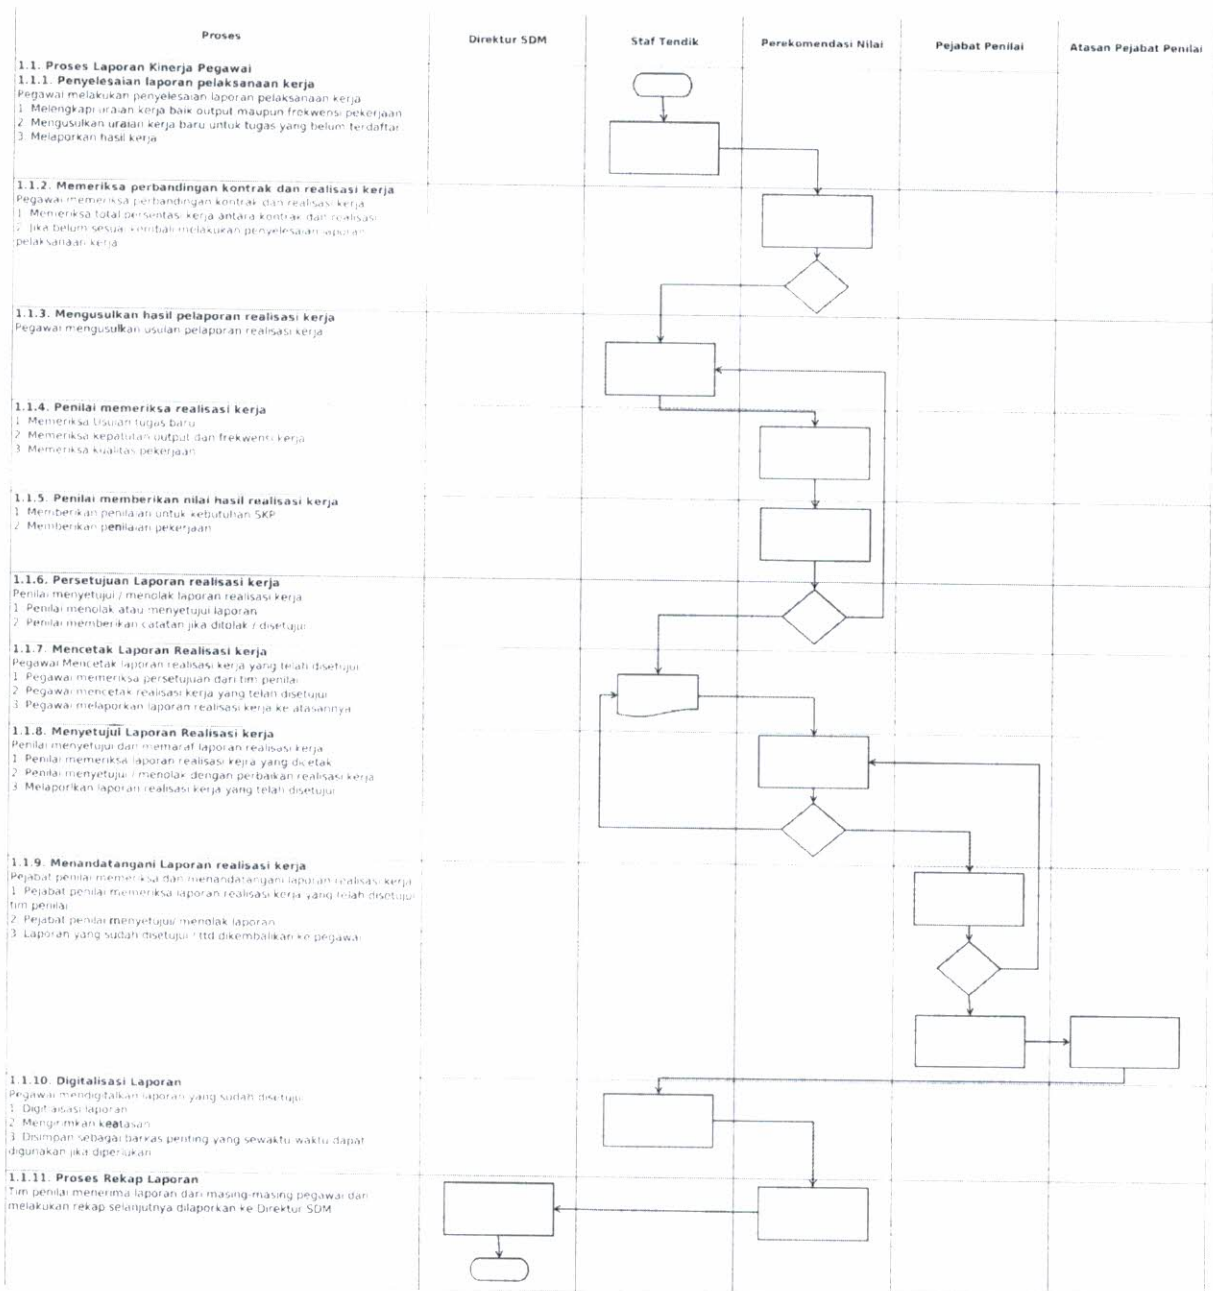 Proses
Direktur SDM
Staf Tendik
Perekomendasi Nilai
Pejabat Penilai
Atasan Pejabat Penilai
1.1. Proses Laporan Kinerja Pegawai
1.1.1. Penyelesaian laporan pelaksanaan kerja
Pegawai melakukan penyelesaian laporan pelaksanaan kerja
1. Melengkapi uraian kerja baik output maupun frekwensi pekerjaan
2. Mengusulkan uraian kerja baru untuk tugas yang belum terdaftar
3. Melaporkan hasil kerja
1.1.2. Memeriksa perbandingan kontrak dan realisasi kerja
Pegawai memeriksa perbandingan kontrak dan realisasi kerja
1. Memeriksa total persentasi kerja antara kontrak dan realisasi
2. Jika belum sesuai kembali melakukan penyelesaian laporan
pelaksanaan kerja
1.1.3. Mengusulkan hasil pelaporan realisasi kerja
Pegawai mengusulkan usulan pelaporan realisasi kerja
1.1.4. Penilai memeriksa realisasi kerja
1. Memeriksa Usulan tugas baru
2. Memeriksa kepatutan output dan frekwensi kerja
3. Memeriksa kualitas pekerjaan
1.1.5. Penilai memberikan nilai hasil realisasi kerja
1. Memberikan penilaian untuk kebutuhan SKP
2. Memberikan penilaian pekerjaan
1.1.6. Persetujuan Laporan realisasi kerja
Penilai menyetujui / menolak laporan realisasi kerja
1. Penilai menolak atau menyetujui laporan
2. Penilai memberikan catatan jika ditolak / disetujui
1.1.7. Mencetak Laporan Realisasi kerja
Pegawai Mencetak laporan realisasi kerja yang telah disetujui
1. Pegawai memeriksa persetujuan dari tim penilai
2. Pegawai mencetak realisasi kerja yang telah disetujui
3. Pegawai melaporkan laporan realisasi kerja ke atasannya
1.1.8. Menyetujui Laporan Realisasi kerja
Penilai menyetujui dan memaraf laporan realisasi kerja
1. Penilai memeriksa laporan realisasi kejra yang dicetak
2. Penilai menyetujui / menolak dengan perbaikan realisasi kerja
3. Melaporlkan laporan realisasi kerja yang telah disetujui
1.1.9. Menandatangani Laporan realisasi kerja
Pejabat penilai memeriksa dan menandatangani laporan realisasi kerja
1. Pejabat penilai memeriksa laporan realisasi kerja yang telah disetujui
tim penilai
2. Pejabat penilai menyetujui/ menolak laporan
3. Laporan yang sudah disetujui / ttd dikembalikan ke pegawai
1.1.10. Digitalisasi Laporan
Pegawai mendigitalkan laporan yang sudah disetujui
1. Digitlaisasi laporan
2. Mengirimkan keatasan
3. Disimpan sebagai barkas penting yang sewaktu waktu dapat
digunakan jika diperlukan
1.1.11. Proses Rekap Laporan
Tim penilai menerima laporan dari masing-masing pegawai dan
melakukan rekap selanjutnya dilaporkan ke Direktur SDM